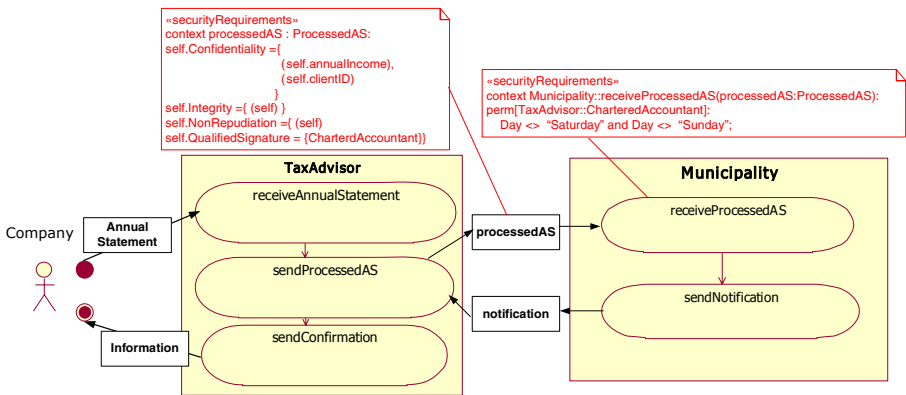 «securityRequirements»
context processedAS : ProcessedAS:
self.Confidentiality ={
(self.annualIncome),
(self.clientID)
}
self.Integrity ={ (self) }
self.NonRepudiation ={ (self)
self.QualifiedSignature = {CharterdAccountant}}
«securityRequirements»
context Municipality::receiveProcessedAS(processedAS:ProcessedAS):
perm[TaxAdvisor::CharteredAccountant]:
Day <> “Saturday” and Day <> “Sunday”;
TaxAdvisor
Municipality
receiveAnnualStatement
receiveProcessedAS
Company
Annual
Statement
processedAS
sendProcessedAS
sendNotification
notification
sendConfirmation
Information